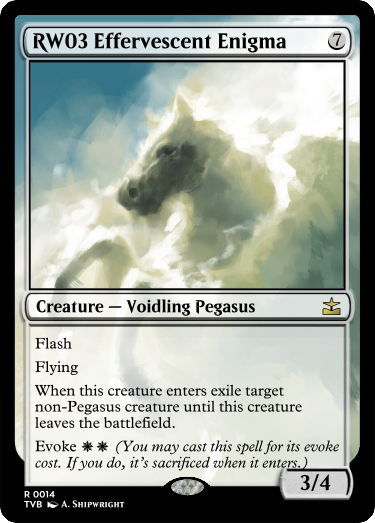 RW03 Effervescent Enigma 7
Creature — Voidling Pegasus
Flash
Flying
When this creature enters exile target
non-Pegasus creature until this creature
leaves the battlefield.
Evoke (You may cast this spell for its evoke
cost. If you do, it's sacrificed when it enters.)
3/4
R 0014
TVB A. Shipwright